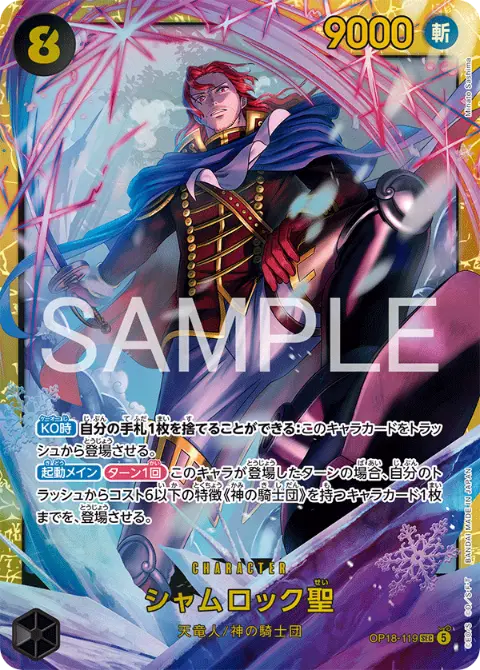 8
9000 斬
Minato Sashima
SAMPLE
KO時 自分の手札1枚を捨てることができる:このキャラカードをトラッ
シュから登場させる。
起動メイン ターン1回 このキャラが登場したターンの場合、自分のト
ラッシュからコスト6以下の特徴《神の騎士団》を持つキャラカード1枚
までを、登場させる。
CHARACTER
シャムロック聖
天竜人/神の騎士団
OP18-119 SEC 5
BANDAI MADE IN JAPAN